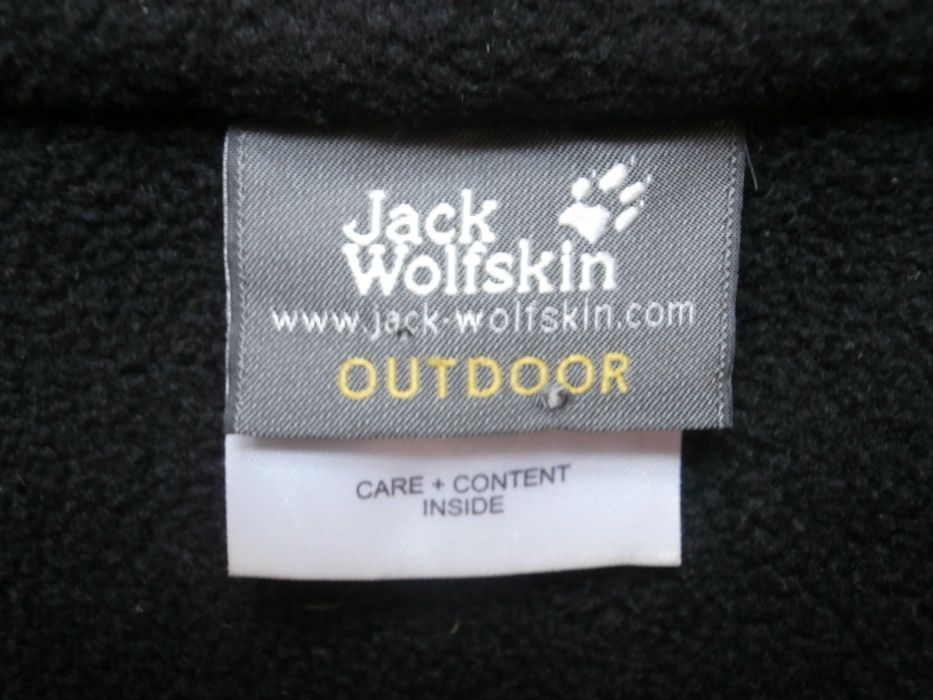 Jack
Wolfskin
www.jack-wolfskin.com
OUTDOOR
CARE + CONTENT
INSIDE